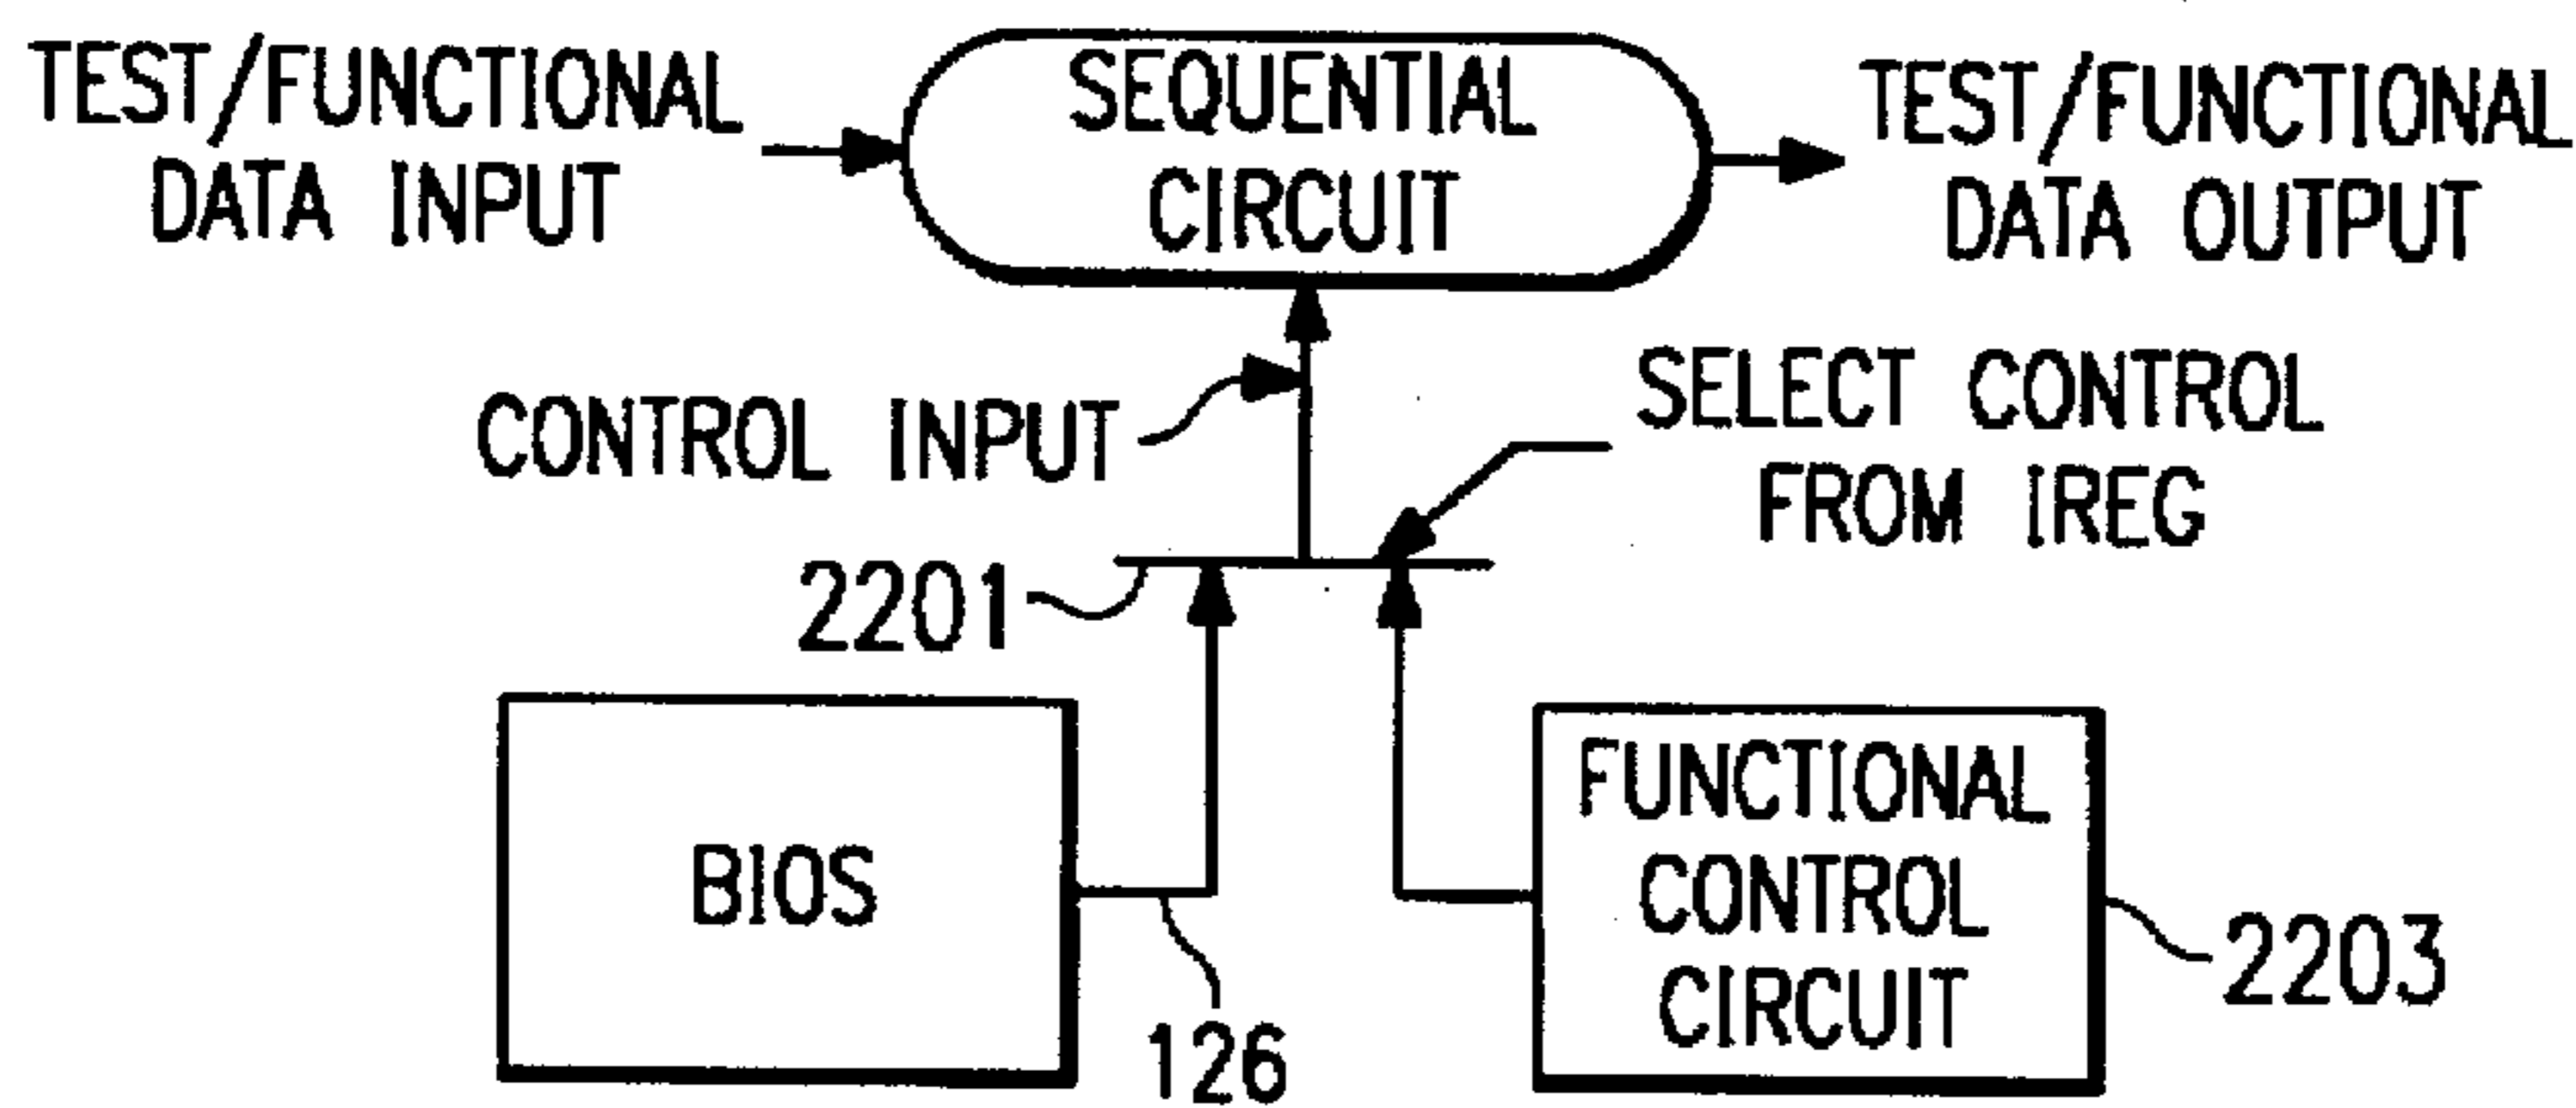 TEST/FUNCTIONAL
DATA INPUT
SEQUENTIAL
CIRCUIT
TEST/FUNCTIONAL
DATA OUTPUT
CONTROL INPUT
SELECT CONTROL
FROM IREG
2201
BIOS
126
FUNCTIONAL
CONTROL
CIRCUIT
2203